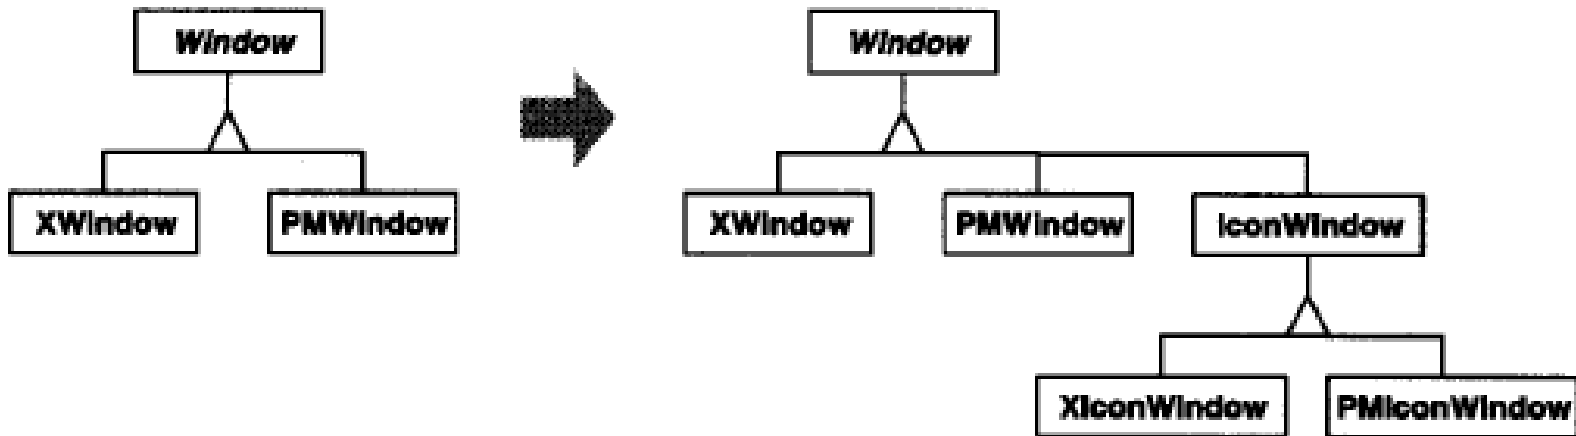 Window
Window
XWindow
PMWindow
XWindow
PMWindow
IconWindow
XIconWindow
PMIconWindow